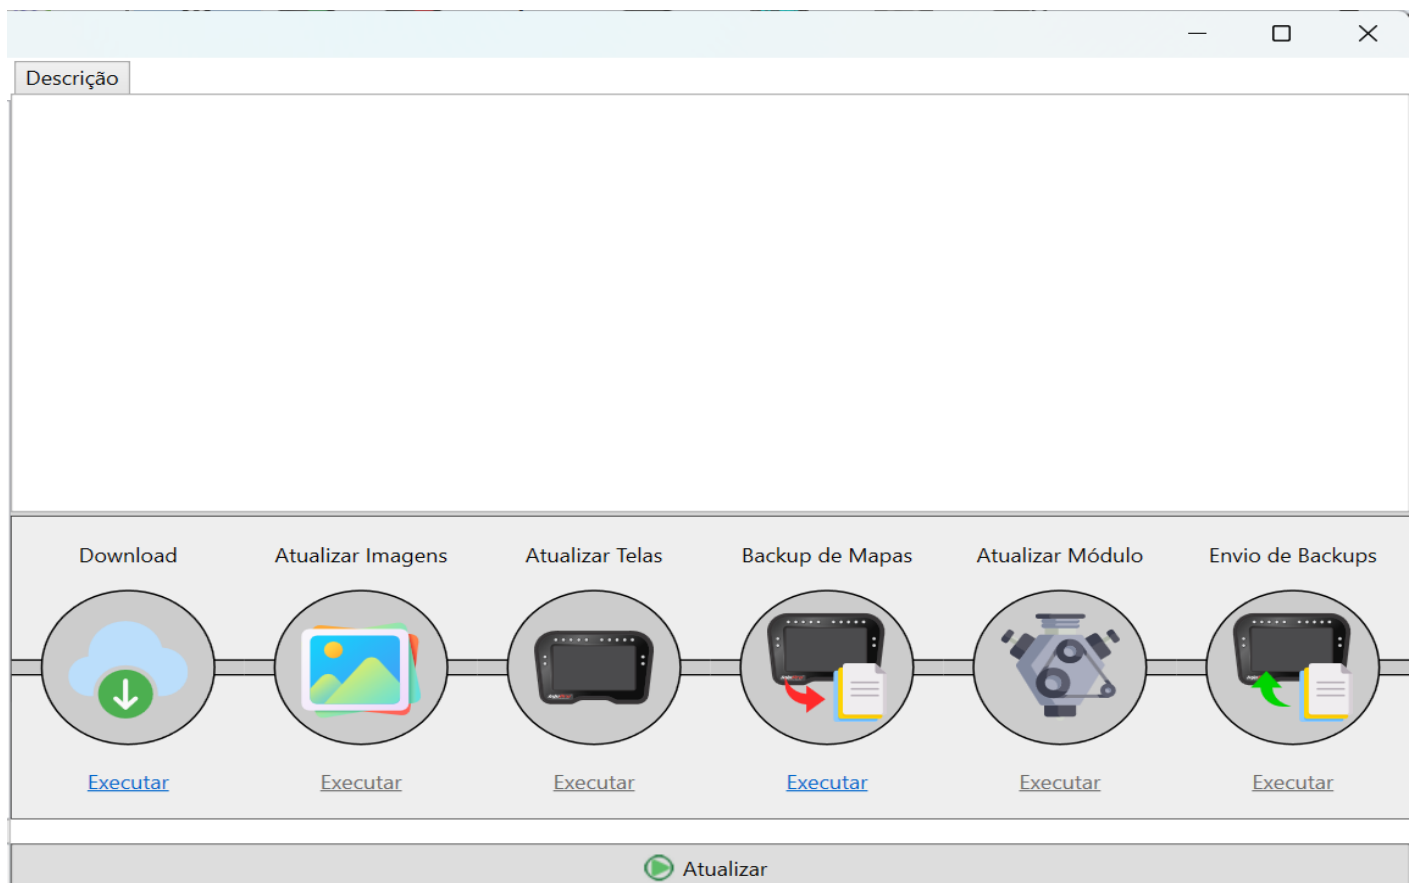 Descrição
Download
Atualizar Imagens
Atualizar Telas
Backup de Mapas
Atualizar Módulo
Envio de Backups
Executar
Executar
Executar
Executar
Executar
Executar
Atualizar